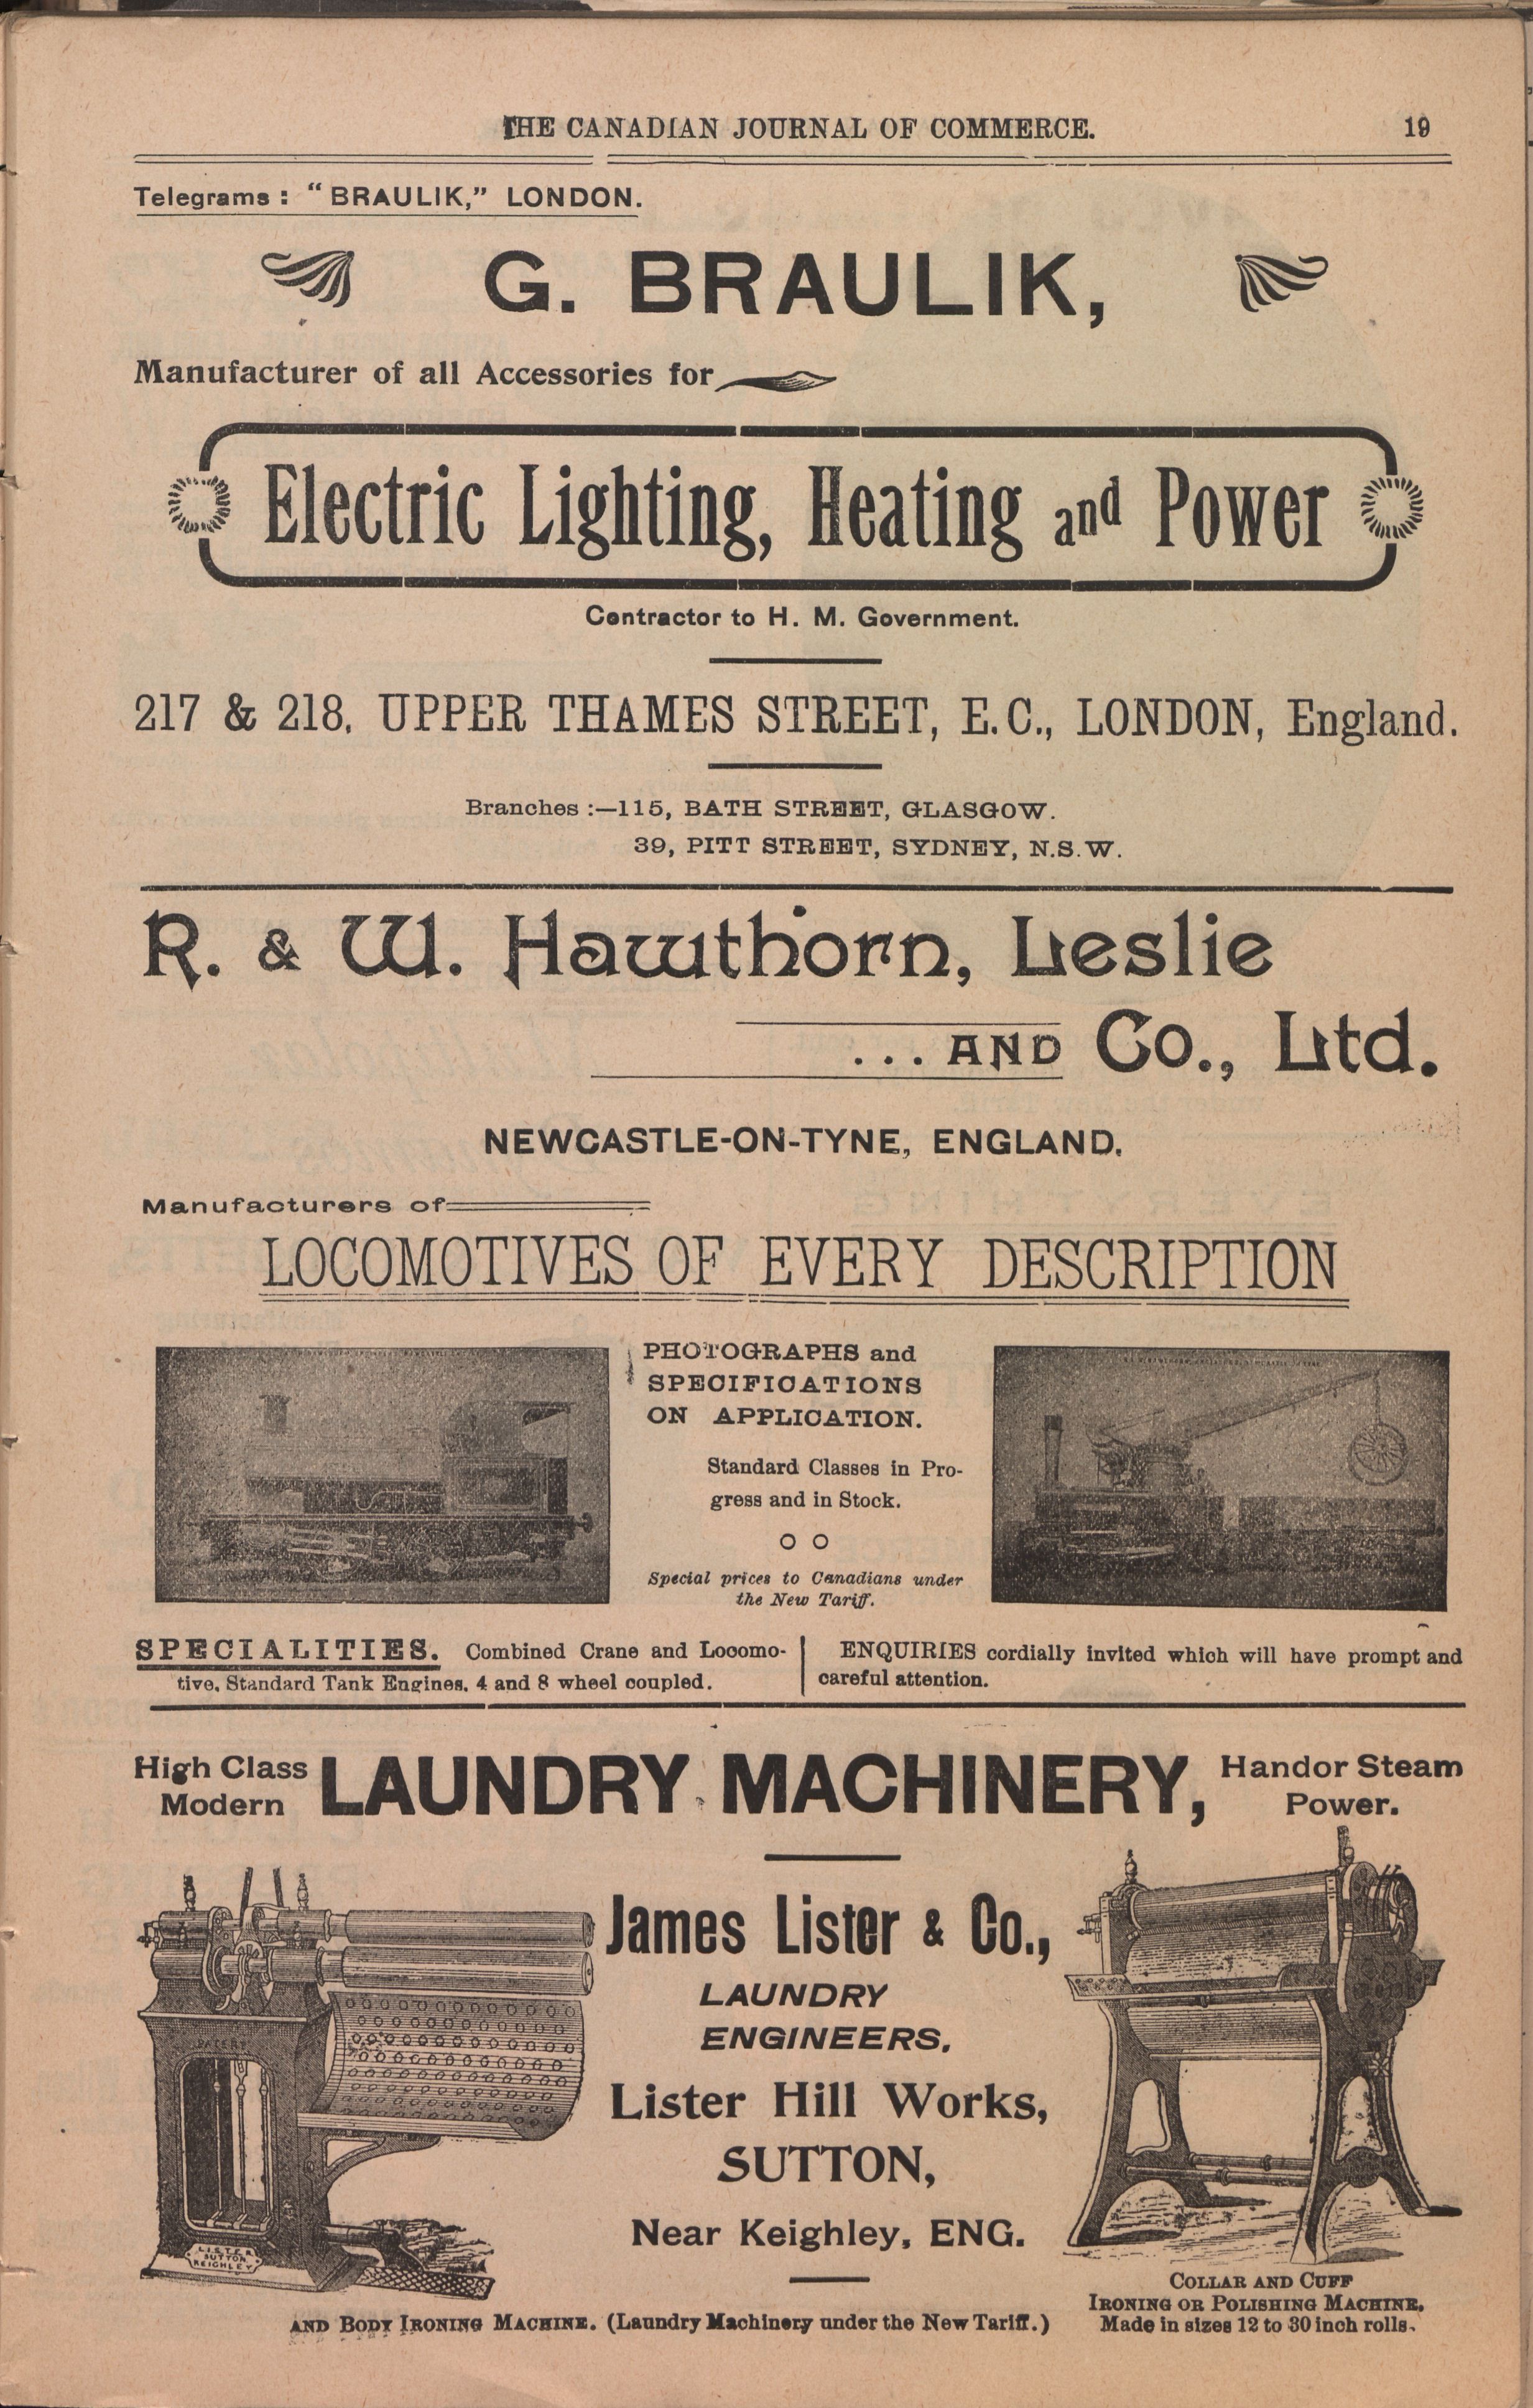 THE CANADIAN JOURNAL OF COMMERCE. 19
Telegrams: "BRAULIK," LONDON.
G. BRAULIK,
Manufacturer of all Accessories for
Electric Lighting, Heating and Power
Contractor to H. M. Government.
217 & 218, UPPER THAMES STREET, E.C., LONDON, England.
Branches :—115, BATH STREET, GLASGOW.
39, PITT STREET, SYDNEY, N.S.W.
R. & W. Hawthorn, Leslie
... AND Co., Ltd.
NEWCASTLE-ON-TYNE, ENGLAND.
Manufacturers of
LOCOMOTIVES OF EVERY DESCRIPTION
PHOTOGRAPHS and
SPECIFICATIONS
ON APPLICATION.
Standard Classes in Pro-
gress and in Stock.
Special prices to Canadians under
the New Tariff.
SPECIALITIES. Combined Crane and Locomo-
tive, Standard Tank Engines, 4 and 8 wheel coupled.
ENQUIRIES cordially invited which will have prompt and
careful attention.
High Class
Modern
LAUNDRY MACHINERY,
Handor Steam
Power.
James Lister & Co.,
LAUNDRY
ENGINEERS,
Lister Hill Works,
SUTTON,
Near Keighley, ENG.
PATENT
LISTER
SUTTON
KEIGHLEY
AND BODY IRONING MACHINE. (Laundry Machinery under the New Tariff.)
COLLAR AND CUFF
IRONING OR POLISHING MACHINE,
Made in sizes 12 to 30 inch rolls.